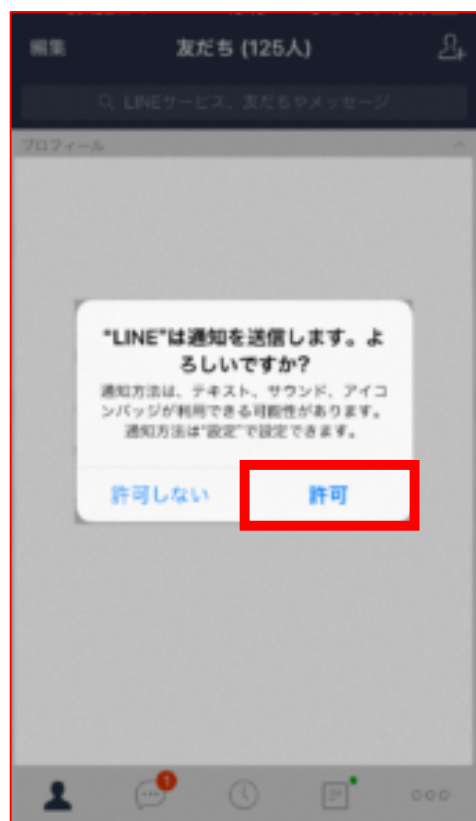 編集
友だち (125人)
LINEサービス、友だちやメッセージ
プロフィール
"LINE"は通知を送信します。よ
ろしいですか?
通知方法は、テキスト、サウンド、アイコ
ンバッジが利用できる可能性があります。
通知方法は"設定"で設定できます。
許可しない
許可
1